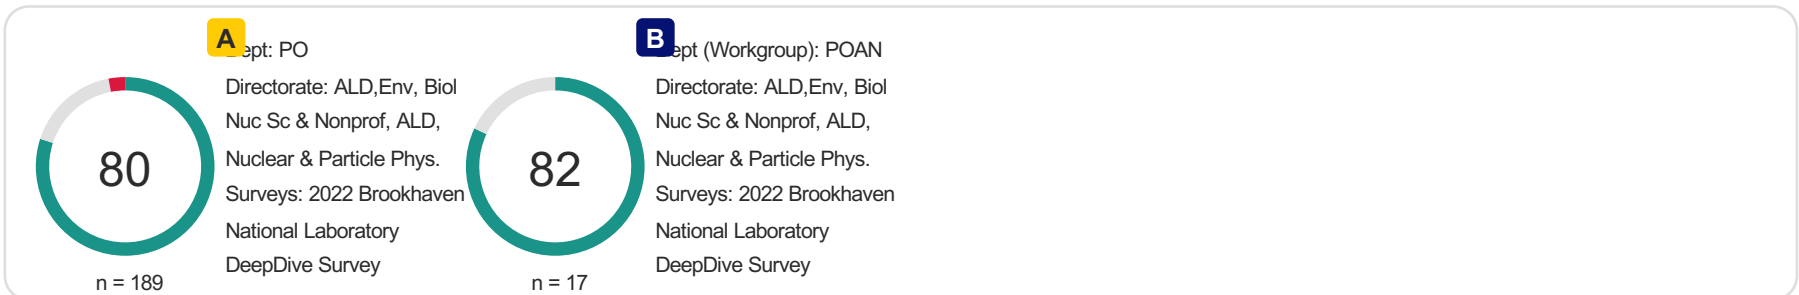 A
ept: PO
Directorate: ALD,Env, Biol
Nuc Sc & Nonprof, ALD,
Nuclear & Particle Phys.
Surveys: 2022 Brookhaven
National Laboratory
DeepDive Survey
80
n = 189
B
ept (Workgroup): POAN
Directorate: ALD,Env, Biol
Nuc Sc & Nonprof, ALD,
Nuclear & Particle Phys.
Surveys: 2022 Brookhaven
National Laboratory
DeepDive Survey
82
n = 17